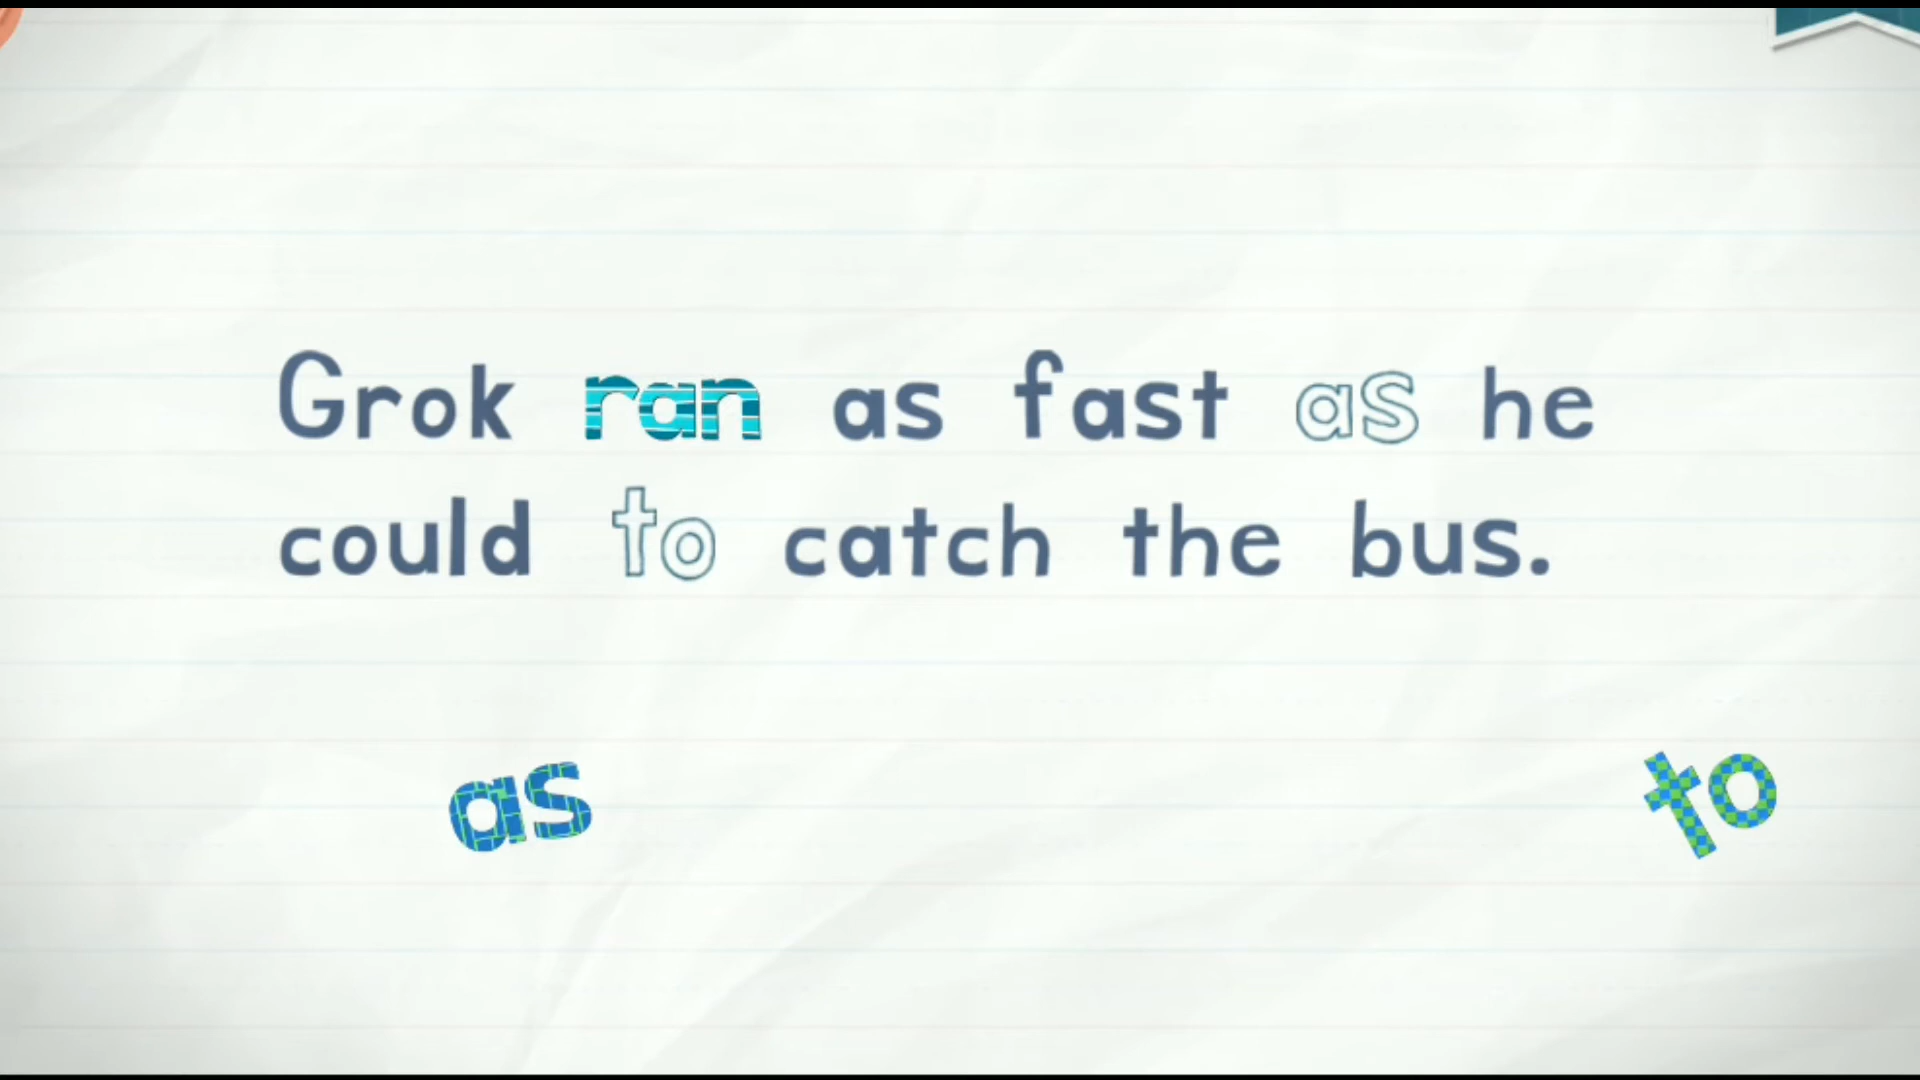 Grok ran as fast as he
could to catch the bus.
as to